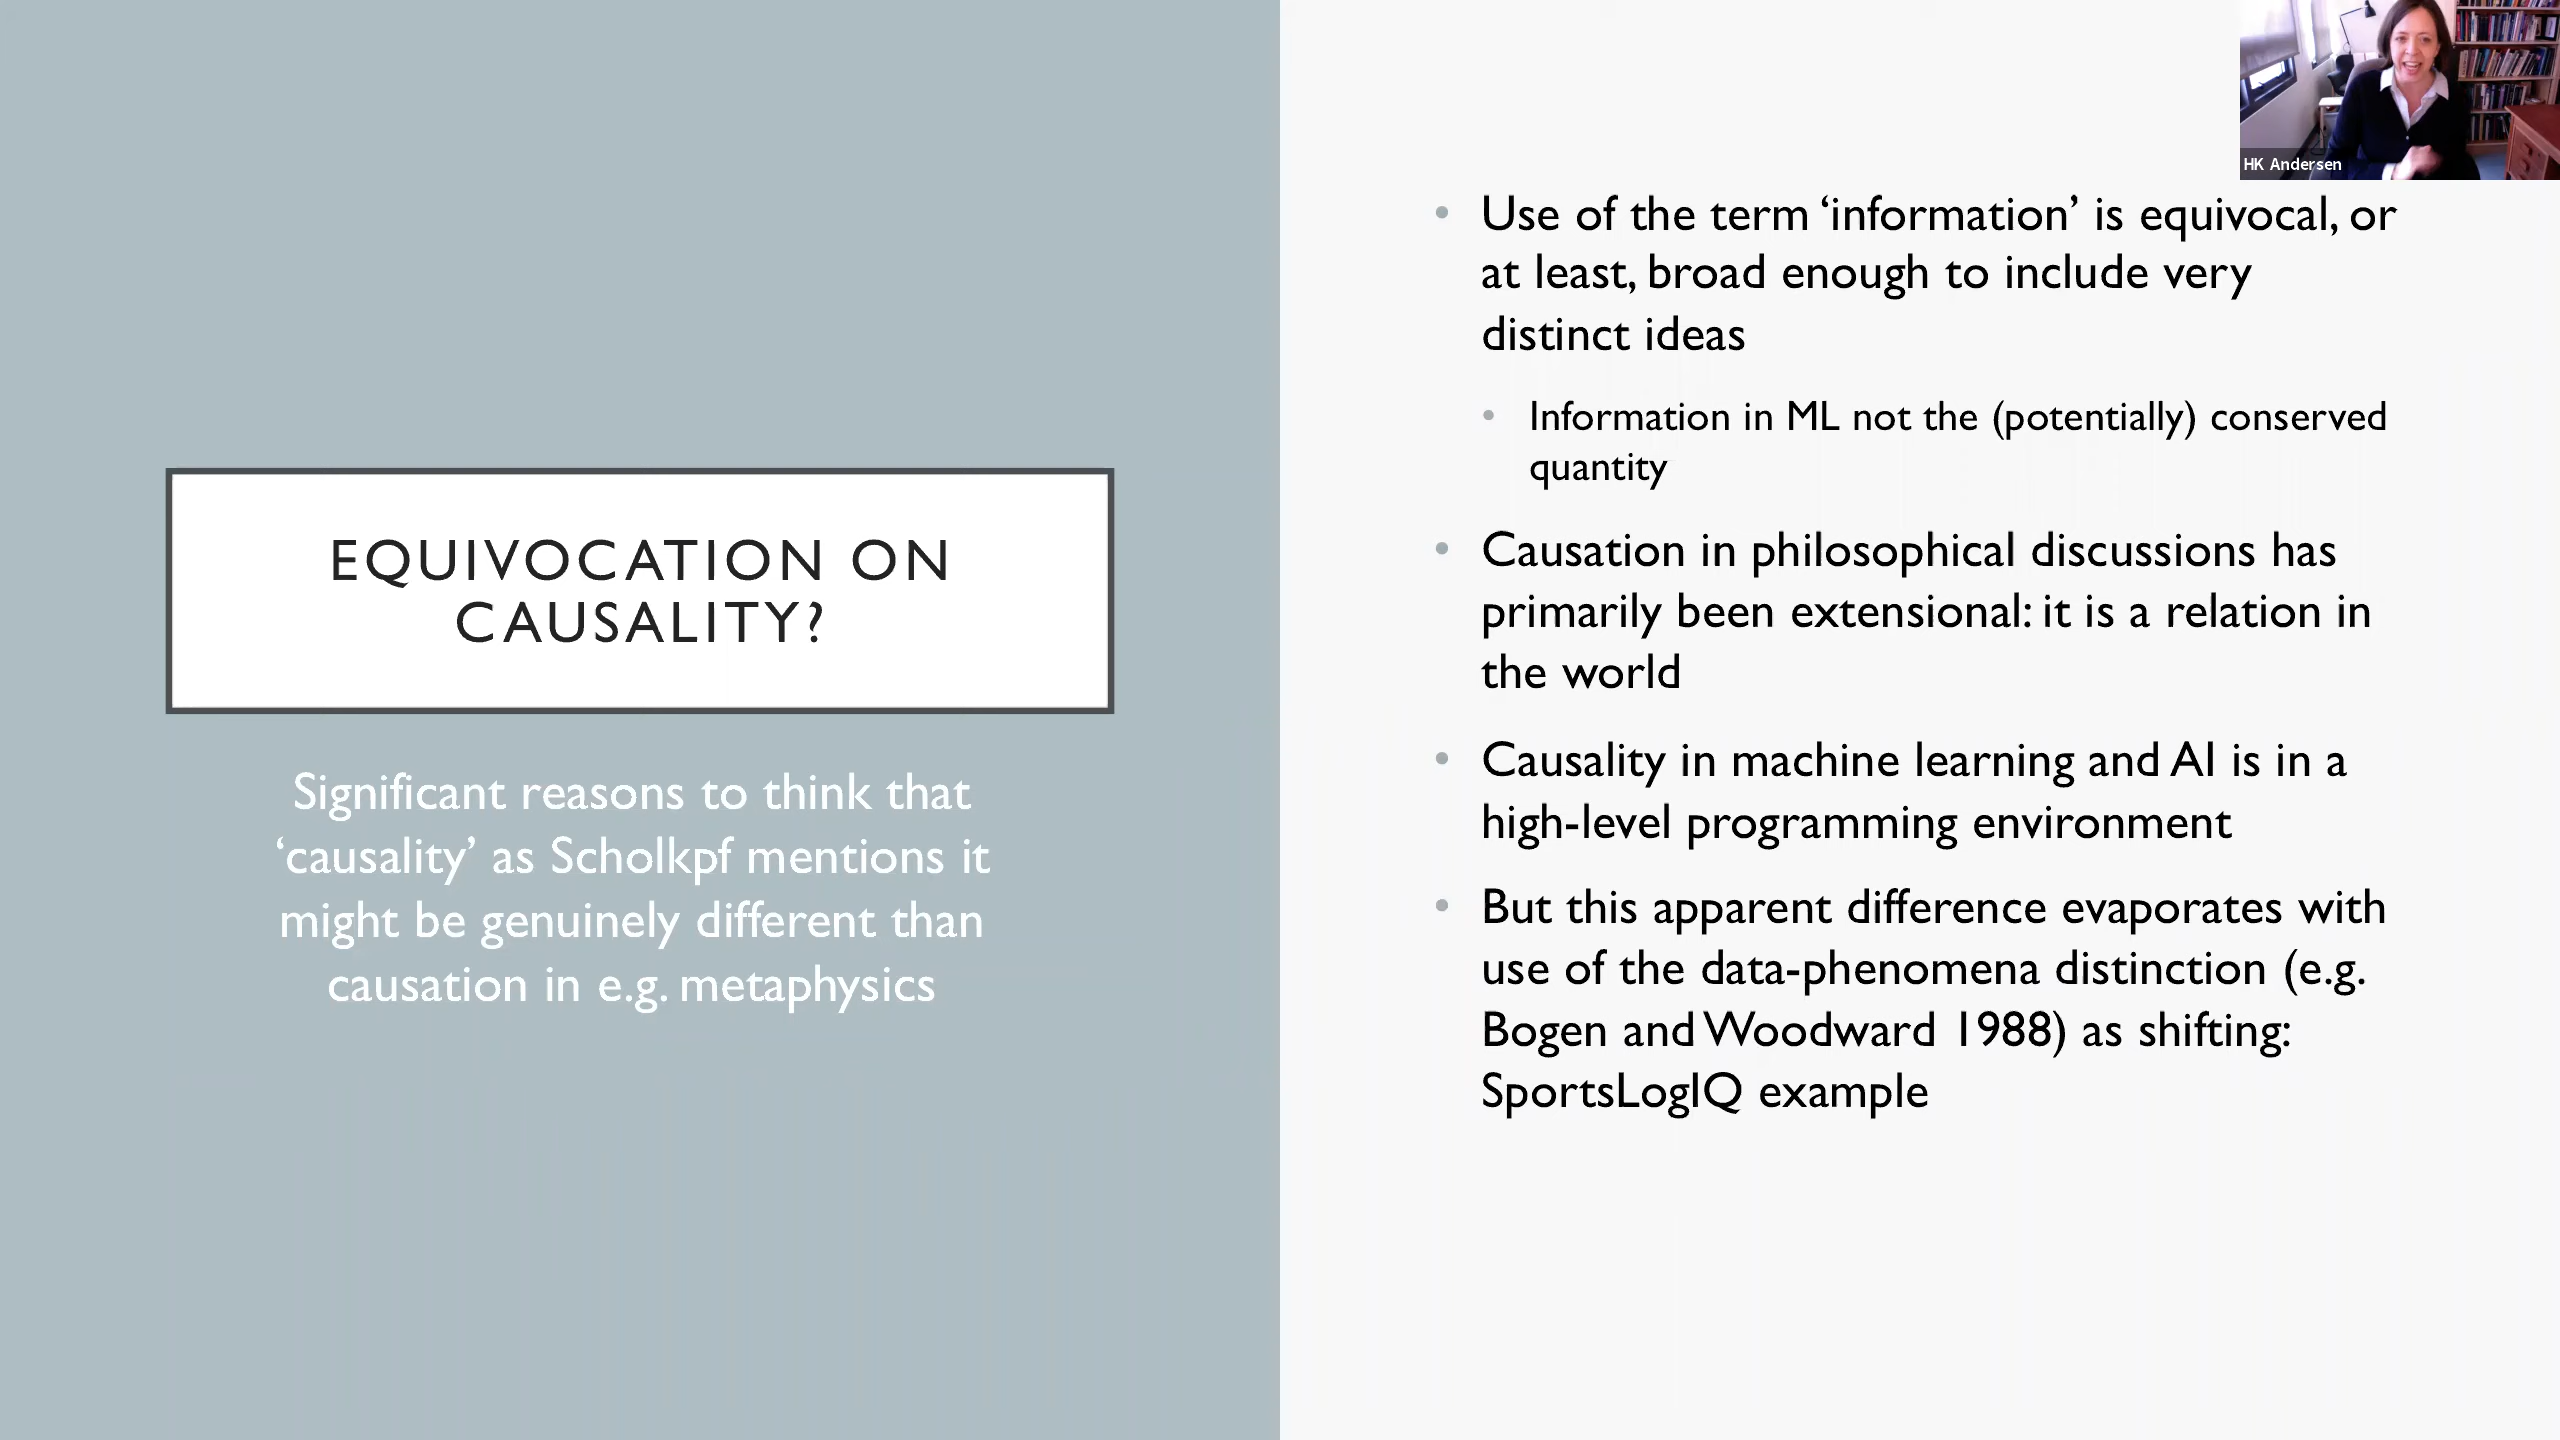 EQUIVOCATION ON
CAUSALITY?
Significant reasons to think that
‘causality’ as Scholkpf mentions it
might be genuinely different than
causation in e.g. metaphysics
HK Andersen
• Use of the term ‘information’ is equivocal, or
at least, broad enough to include very
distinct ideas
• Information in ML not the (potentially) conserved
quantity
• Causation in philosophical discussions has
primarily been extensional: it is a relation in
the world
• Causality in machine learning and AI is in a
high-level programming environment
• But this apparent difference evaporates with
use of the data-phenomena distinction (e.g.
Bogen and Woodward 1988) as shifting:
SportsLogIQ example